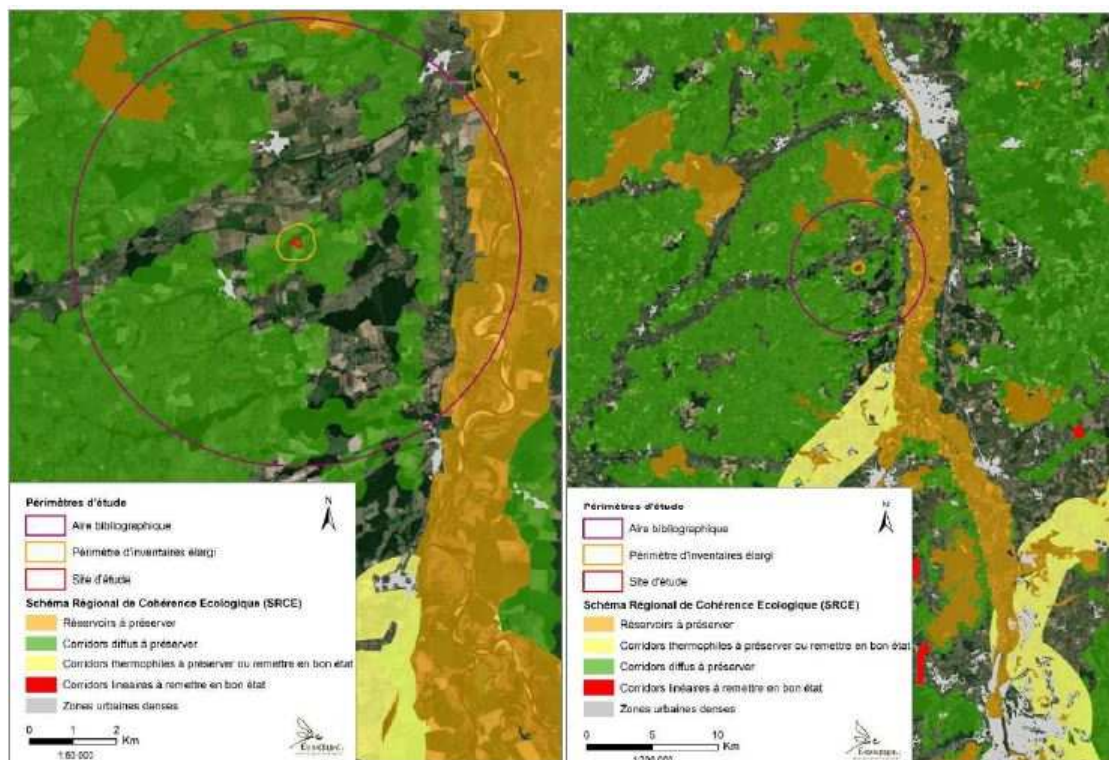 Périmètres d'étude
N
Aire bibliographique
Périmètre d'inventaires élargi
Site d'étude
Schéma Régional de Cohérence Ecologique (SRCE)
Réservoirs à préserver
Corridors diffus à préserver
Corridors thermophiles à préserver ou remettre en bon état
Corridors linéaires à remettre en bon état
Zones urbaines denses
0 1 2
Km
Périmètres d'étude
N
Aire bibliographique
Périmètre d'inventaires élargi
Site d'étude
Schéma Régional de Cohérence Ecologique (SRCE)
Réservoirs à préserver
Corridors thermophiles à préserver ou remettre en bon état
Corridors diffus à préserver
Corridors linéaires à remettre en bon état
Zones urbaines denses
0 5 10
Km